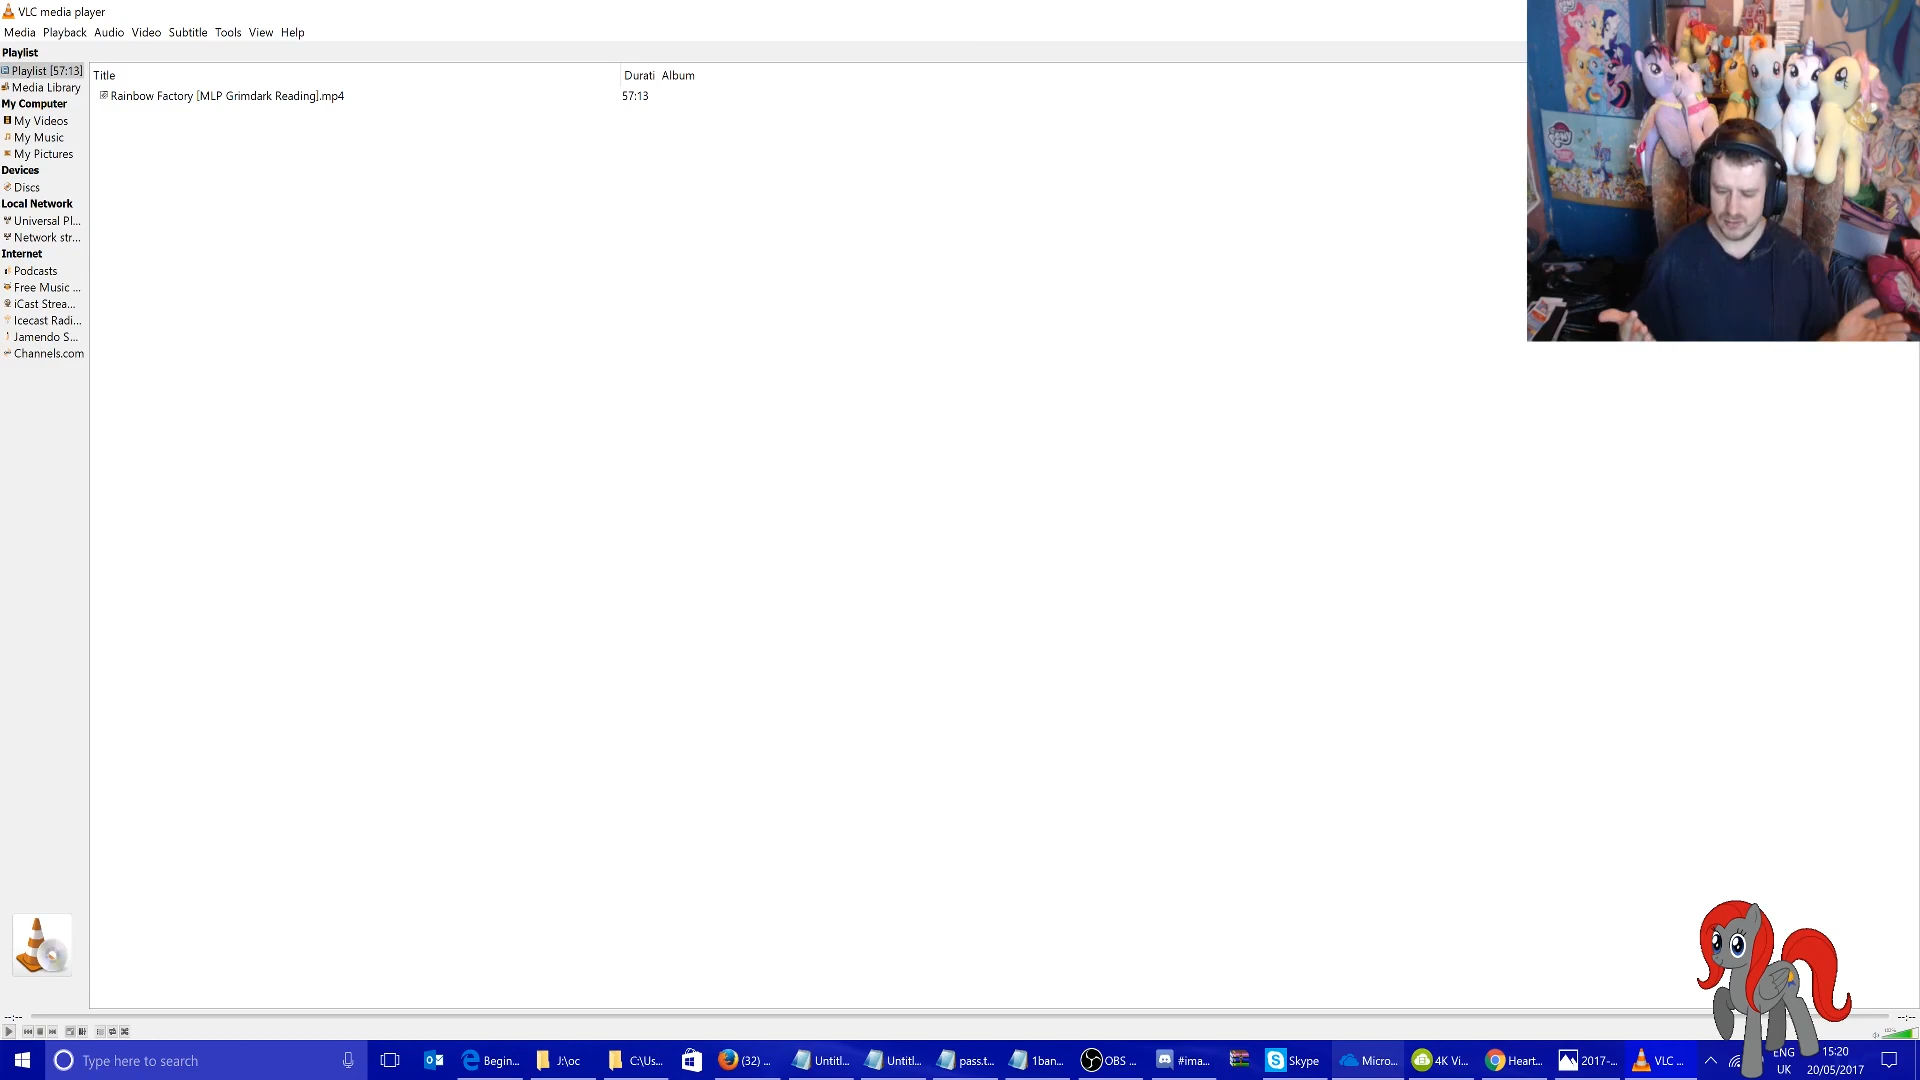 VLC media player
Media Playback Audio Video Subtitle Tools View Help
Playlist
Playlist [57:13]
Media Library
My Computer
My Videos
My Music
My Pictures
Devices
Discs
Local Network
Universal Pl...
Network str...
Internet
Podcasts
Free Music ...
iCast Strea...
Icecast Radi...
Jamendo S...
Channels.com
Title Durati Album
Rainbow Factory [MLP Grimdark Reading].mp4 57:13
--:-- --:--
Type here to search
Begin...
J:\oc
C:\Us...
(32) ...
Untitl...
Untitl...
pass.t...
1ban...
OBS ...
#ima...
Skype
Micro...
4K Vi...
Heart...
2017-...
VLC ...
ENG
UK
15:20
20/05/2017